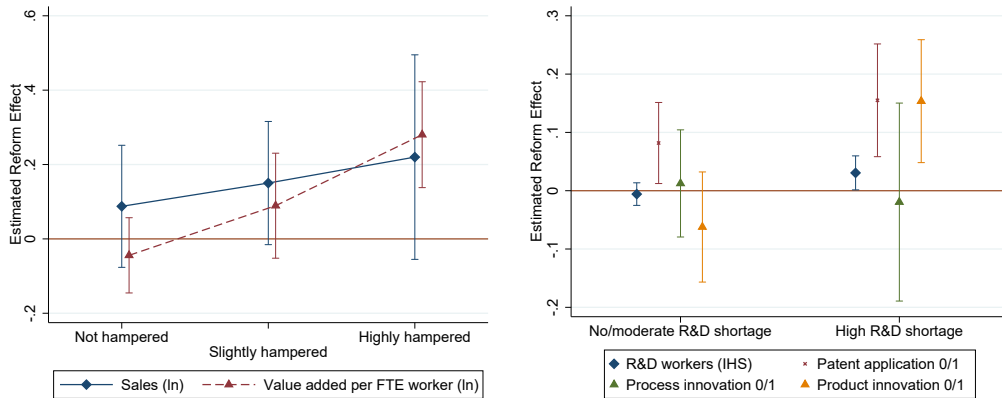 Estimated Reform Effect
.6
.4
.2
0
-.2
Not hampered
Slightly hampered
Highly hampered
Sales (ln)
Value added per FTE worker (ln)
Estimated Reform Effect
.3
.2
.1
0
-.1
-.2
No/moderate R&D shortage
High R&D shortage
R&D workers (IHS)
Patent application 0/1
Process innovation 0/1
Product innovation 0/1